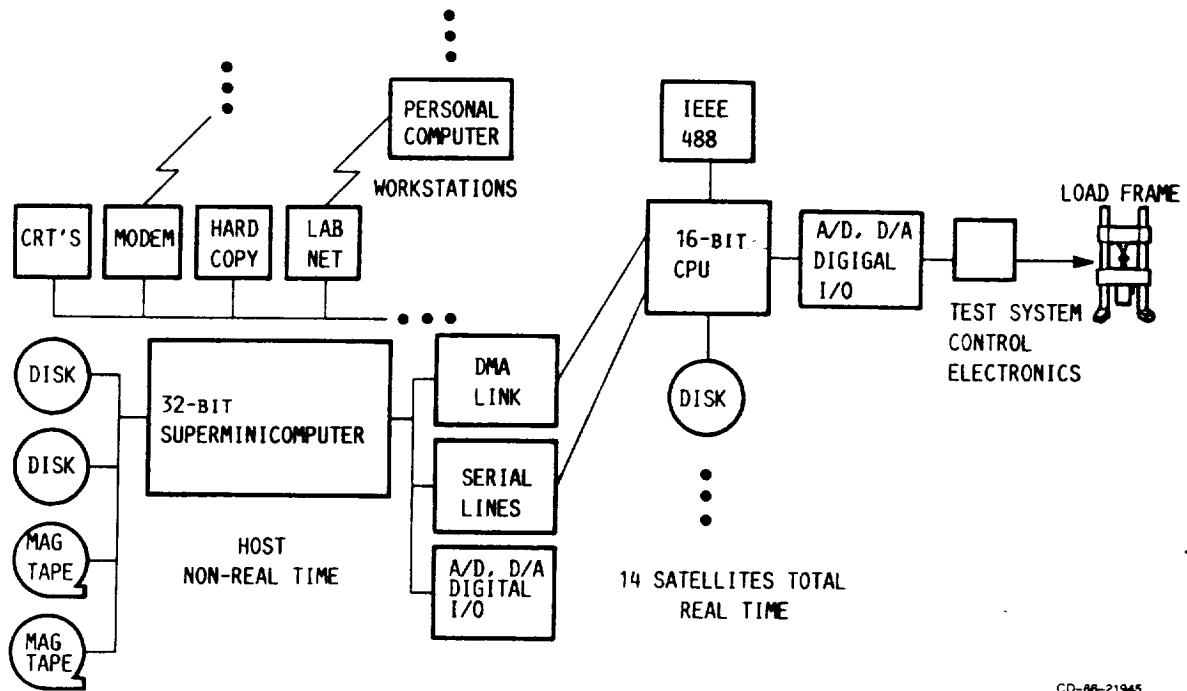 PERSONAL
COMPUTER
WORKSTATIONS
CRT'S
MODEM
HARD
COPY
LAB
NET
IEEE
488
16-BIT
CPU
A/D, D/A
DIGIGAL
I/O
LOAD FRAME
TEST SYSTEM
CONTROL
ELECTRONICS
DISK
DISK
MAG
TAPE
MAG
TAPE
32-BIT
SUPERMINICOMPUTER
HOST
NON-REAL TIME
DMA
LINK
SERIAL
LINES
A/D, D/A
DIGITAL
I/O
DISK
14 SATELLITES TOTAL
REAL TIME
CD-86-21945